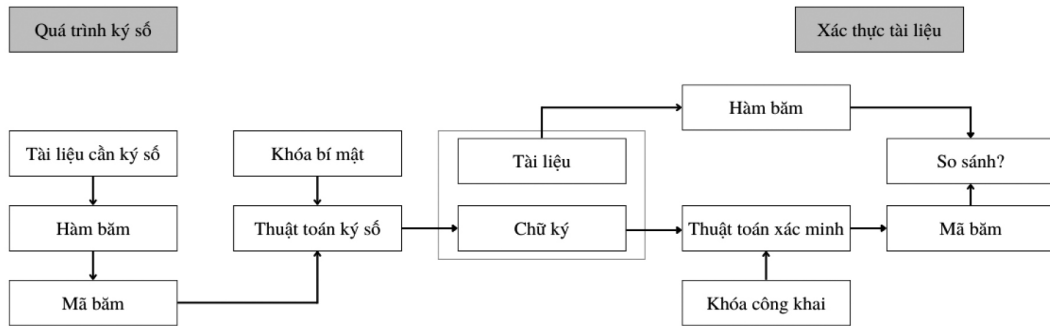 Quá trình ký số
Xác thực tài liệu
Hàm băm
Tài liệu cần ký số
Khóa bí mật
Tài liệu
So sánh?
Hàm băm
Thuật toán ký số
Chữ ký
Thuật toán xác minh
Mã băm
Mã băm
Khóa công khai